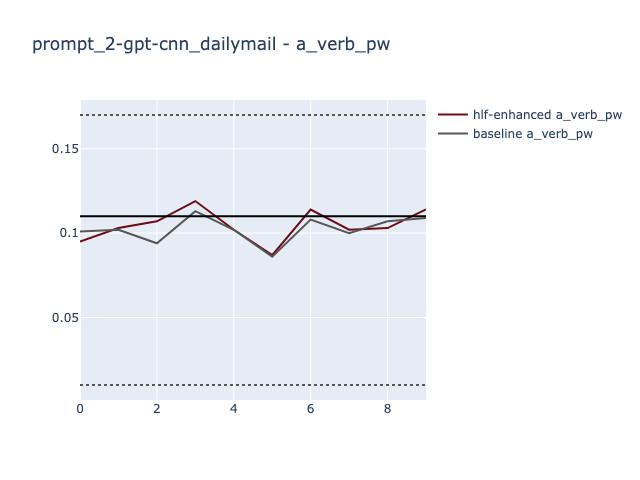 prompt_2-gpt-cnn_dailymail - a_verb_pw
hlf-enhanced a_verb_pw
baseline a_verb_pw
0.15
0.1
0.05
0 2 4 6 8